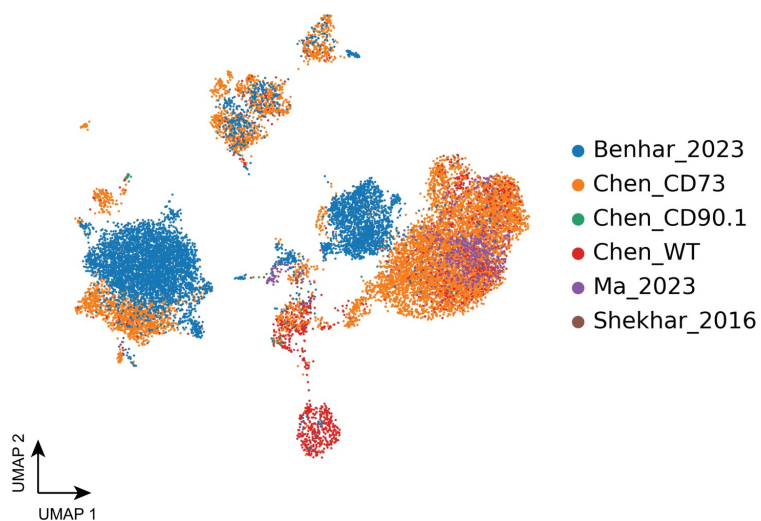 Benhar_2023
Chen_CD73
Chen_CD90.1
Chen_WT
Ma_2023
Shekhar_2016
UMAP 2
UMAP 1